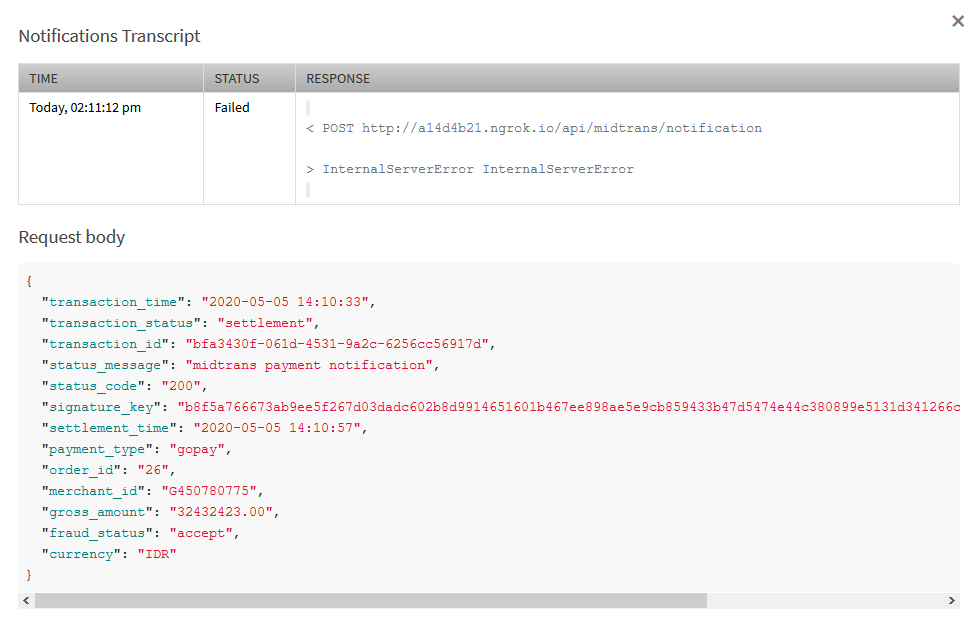 Notifications Transcript
TIME STATUS RESPONSE
Today, 02:11:12 pm Failed
< POST http://a14d4b21.ngrok.io/api/midtrans/notification
> InternalServerError InternalServerError
Request body
{
"transaction_time": "2020-05-05 14:10:33",
"transaction_status": "settlement",
"transaction_id": "bfa3430f-061d-4531-9a2c-6256cc56917d",
"status_message": "midtrans payment notification",
"status_code": "200",
"signature_key": "b8f5a766673ab9ee5f267d03dadc602b8d9914651601b467ee898ae5e9cb859433b47d5474e44c380899e5131d341266c
"settlement_time": "2020-05-05 14:10:57",
"payment_type": "gopay",
"order_id": "26",
"merchant_id": "G450780775",
"gross_amount": "32432423.00",
"fraud_status": "accept",
"currency": "IDR"
}